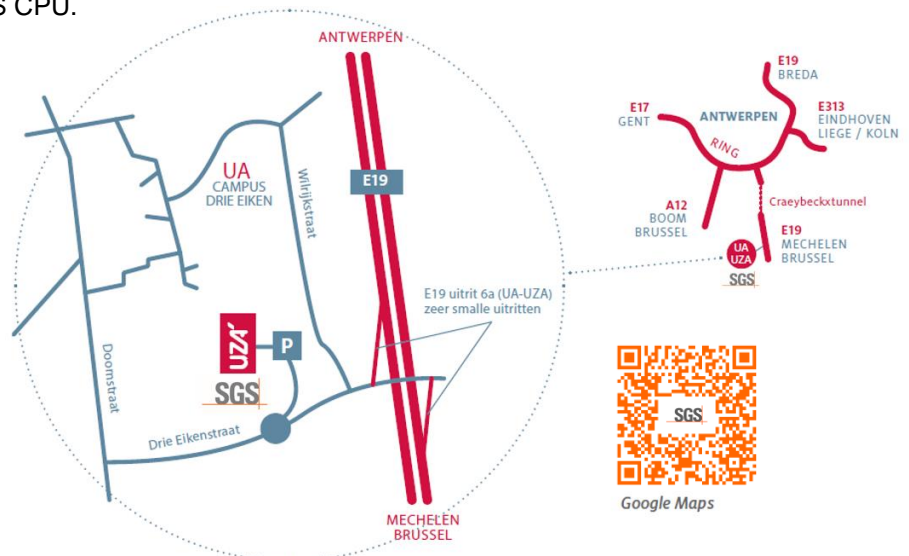 S CPU.
ANTWERPEN
E19
UA
CAMPUS
DRIE EIKEN
Wilrijkstraat
E19 uitrit 6a (UA-UZA)
zeer smalle uitritten
UZA'
P
SGS
Doornstraat
Drie Eikenstraat
MECHELEN
BRUSSEL
E19
BREDA
E17
GENT
ANTWERPEN
E313
EINDHOVEN
LIEGE / KOLN
RING
A12
BOOM
BRUSSEL
Craeybeckxtunnel
E19
MECHELEN
BRUSSEL
UA
UZA
SGS
SGS
Google Maps